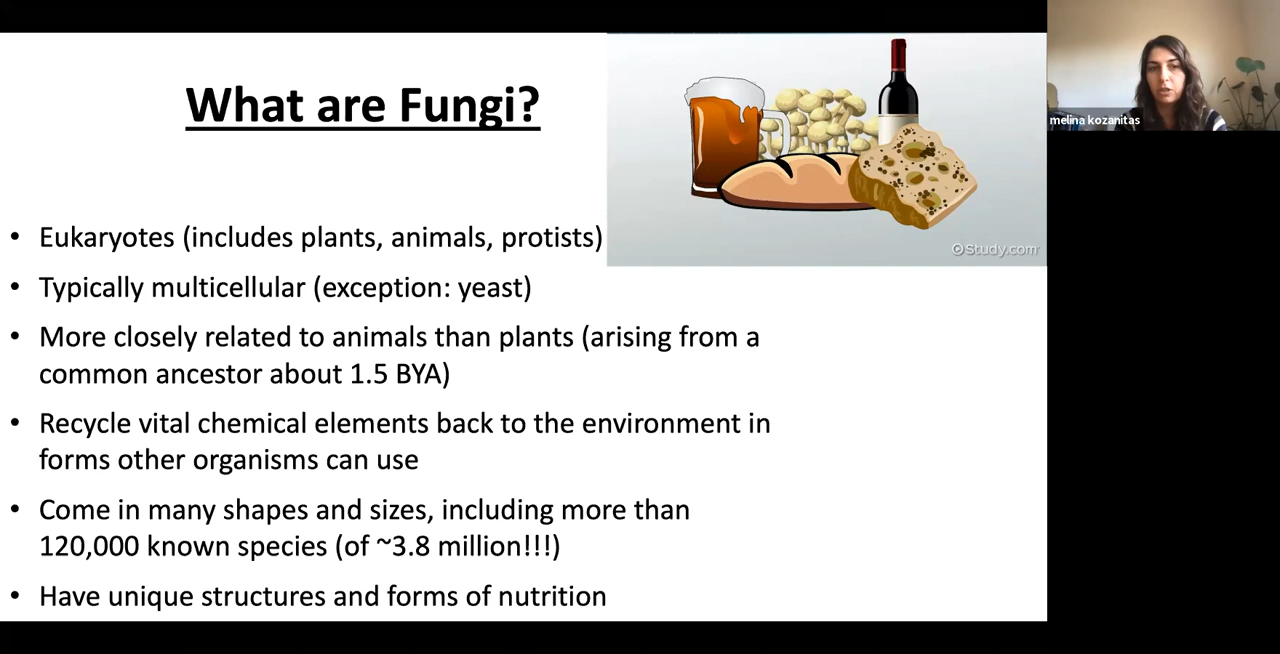 What are Fungi?
melina kozanitas
Study.com
• Eukaryotes (includes plants, animals, protists)
• Typically multicellular (exception: yeast)
• More closely related to animals than plants (arising from a
common ancestor about 1.5 BYA)
• Recycle vital chemical elements back to the environment in
forms other organisms can use
• Come in many shapes and sizes, including more than
120,000 known species (of ~3.8 million!!!)
• Have unique structures and forms of nutrition